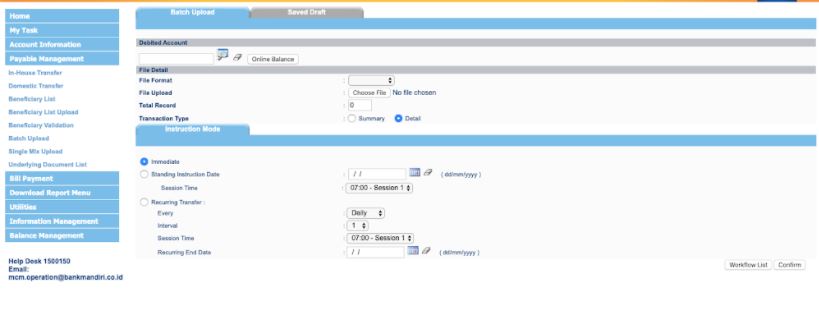 Home
My Task
Account Information
Payable Management
In-House Transfer
Domestic Transfer
Beneficiary List
Beneficiary List Upload
Beneficiary Validation
Batch Upload
Single Mix Upload
Underlying Document List
Bill Payment
Download Report Menu
Utilities
Information Management
Balance Management
Help Desk 1500150
Email:
mcm.operation@bankmandiri.co.id
Batch Upload Saved Draft
Debited Account
Online Balance
File Detail
File Format :
File Upload : Choose File No file chosen
Total Record : 0
Transaction Type : Summary Detail
Instruction Mode
Immediate
Standing Instruction Date : / / ( dd/mm/yyyy )
Session Time : 07:00 - Session 1
Recurring Transfer :
Every : Daily
Interval : 1
Session Time : 07:00 - Session 1
Recurring End Date : / / ( dd/mm/yyyy )
Workflow List Confirm